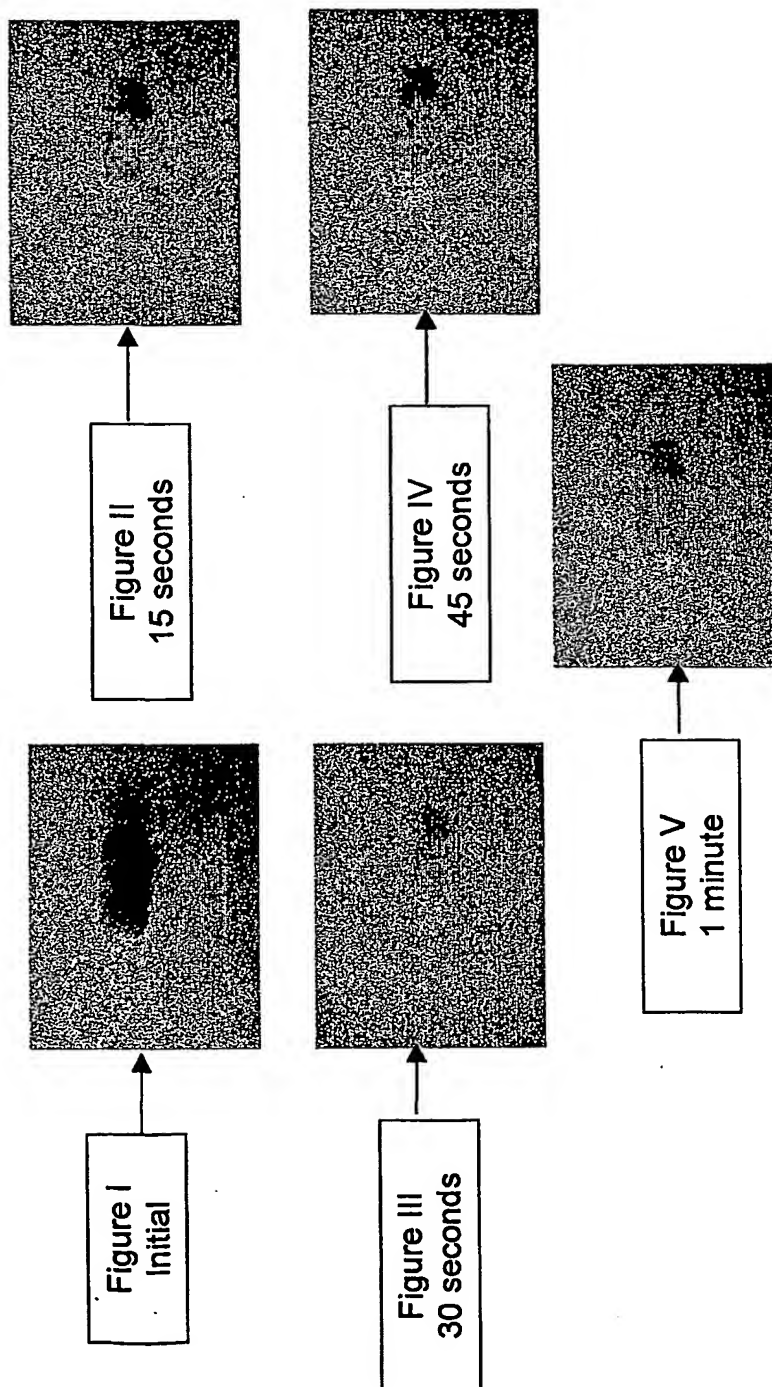 Figure I
Initial
Figure II
15 seconds
Figure III
30 seconds
Figure IV
45 seconds
Figure V
1 minute